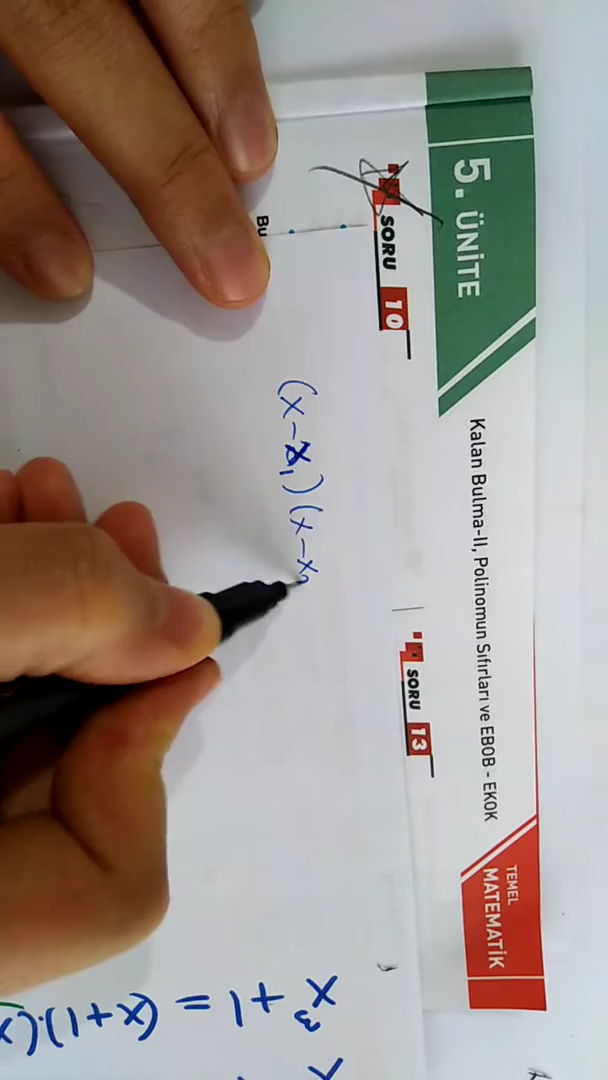 5. ÜNİTE
Kalan Bulma-II, Polinomun Sıfırları ve EBOB - EKOK
TEMEL
MATEMATİK
SORU 10
SORU 13
Bu
(x-x₁)(x-x₂
x³+1=(x+1).(x